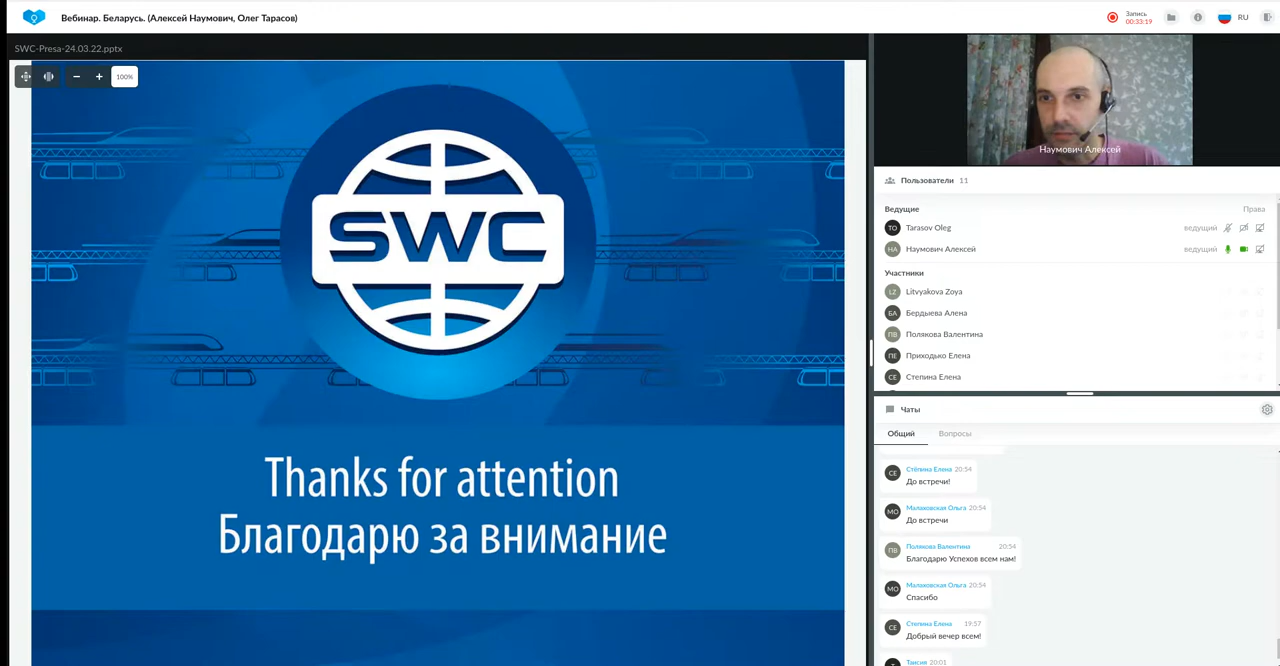 Вебинар. Беларусь. (Алексей Наумович, Олег Тарасов)
Запись
00:33:19
RU
SWC-Presa-24.03.22.pptx
100%
SWC
Thanks for attention
Благодарю за внимание
Наумович Алексей
Пользователи 11
Ведущие
Права
TO Tarasov Oleg ведущий
НА Наумович Алексей ведущий
Участники
LZ Litvyakova Zoya
БА Бердыева Алена
ПВ Полякова Валентина
ПЕ Приходько Елена
СЕ Степина Елена
Чаты
Общий Вопросы
СЕ Стёпина Елена 20:54
До встречи!
МО Малаховская Ольга 20:54
До встречи
ПВ Полякова Валентина 20:54
Благодарю Успехов всем нам!
МО Малаховская Ольга 20:54
Спасибо
СЕ Степина Елена 19:57
Добрый вечер всем!
Таисия 20:01